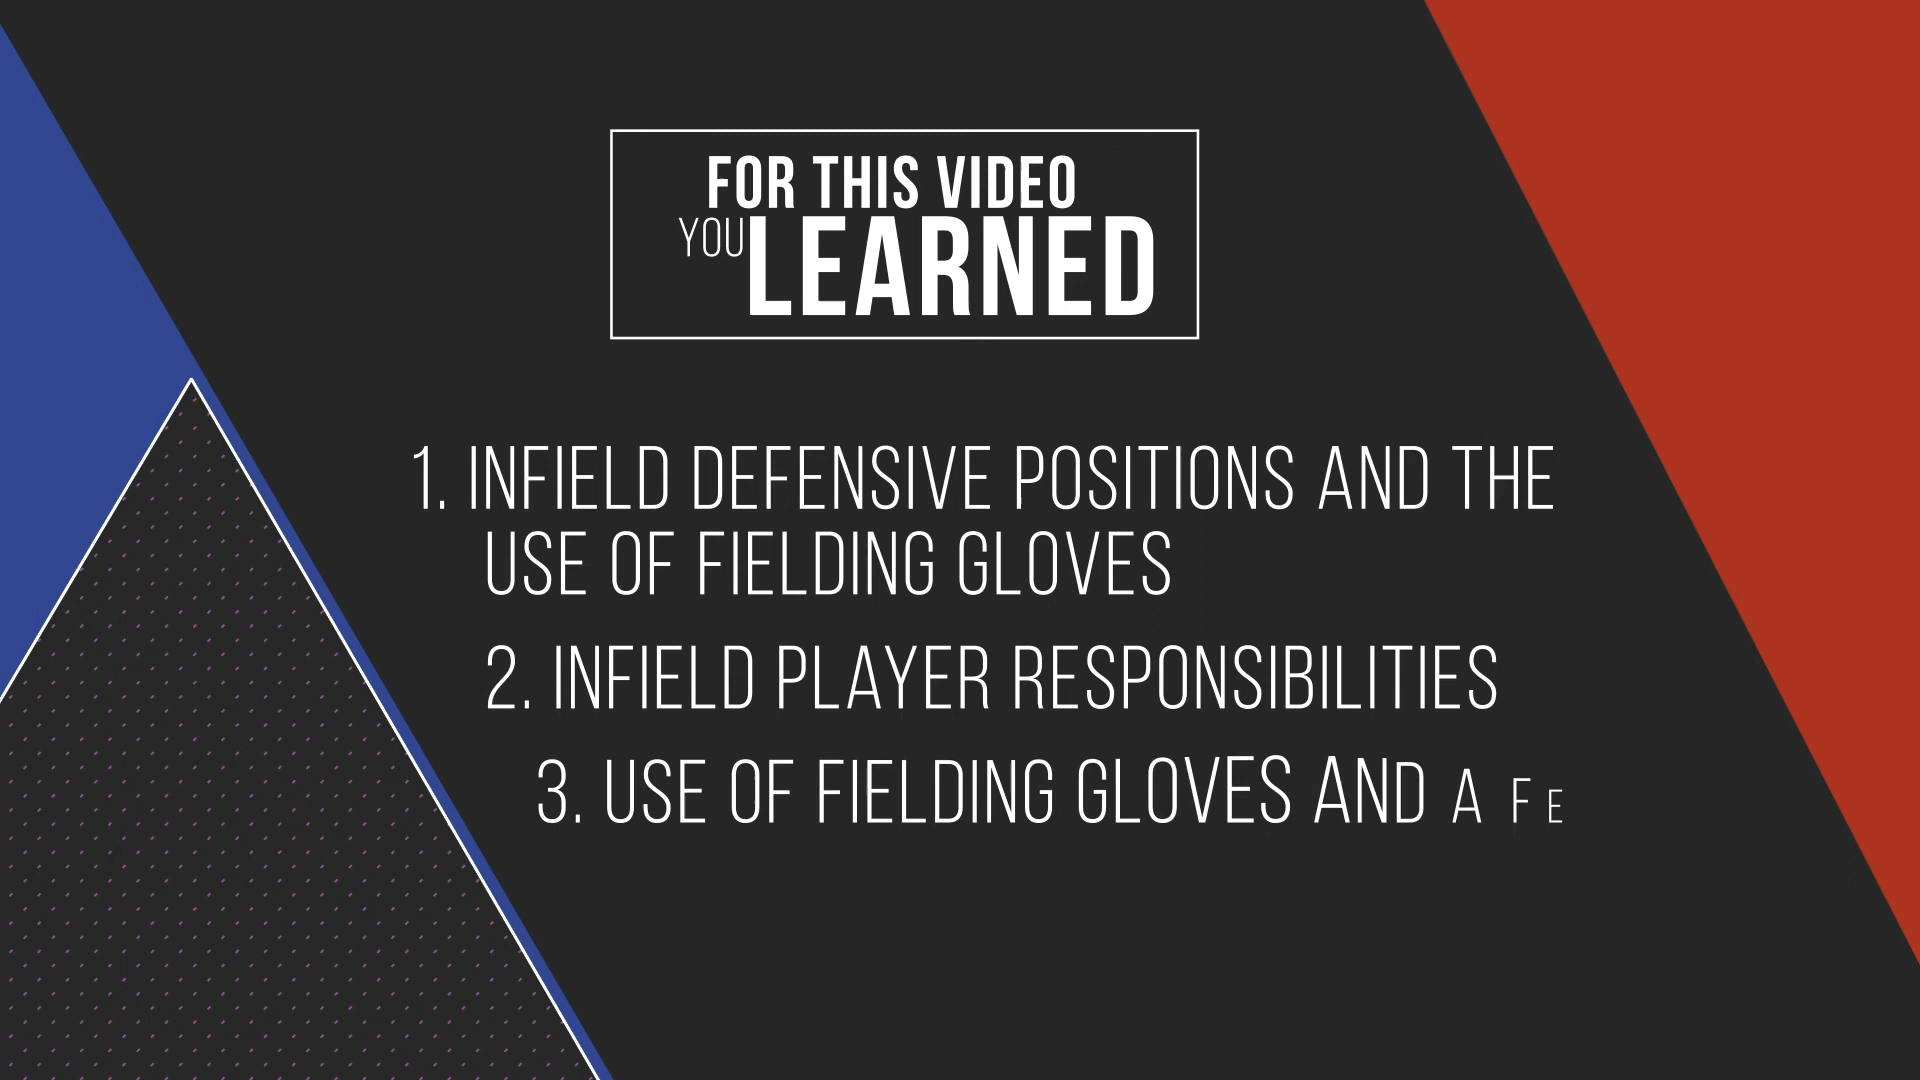 FOR THIS VIDEO
YOU LEARNED
1. INFIELD DEFENSIVE POSITIONS AND THE
USE OF FIELDING GLOVES
2. INFIELD PLAYER RESPONSIBILITIES
3. USE OF FIELDING GLOVES AND A FE